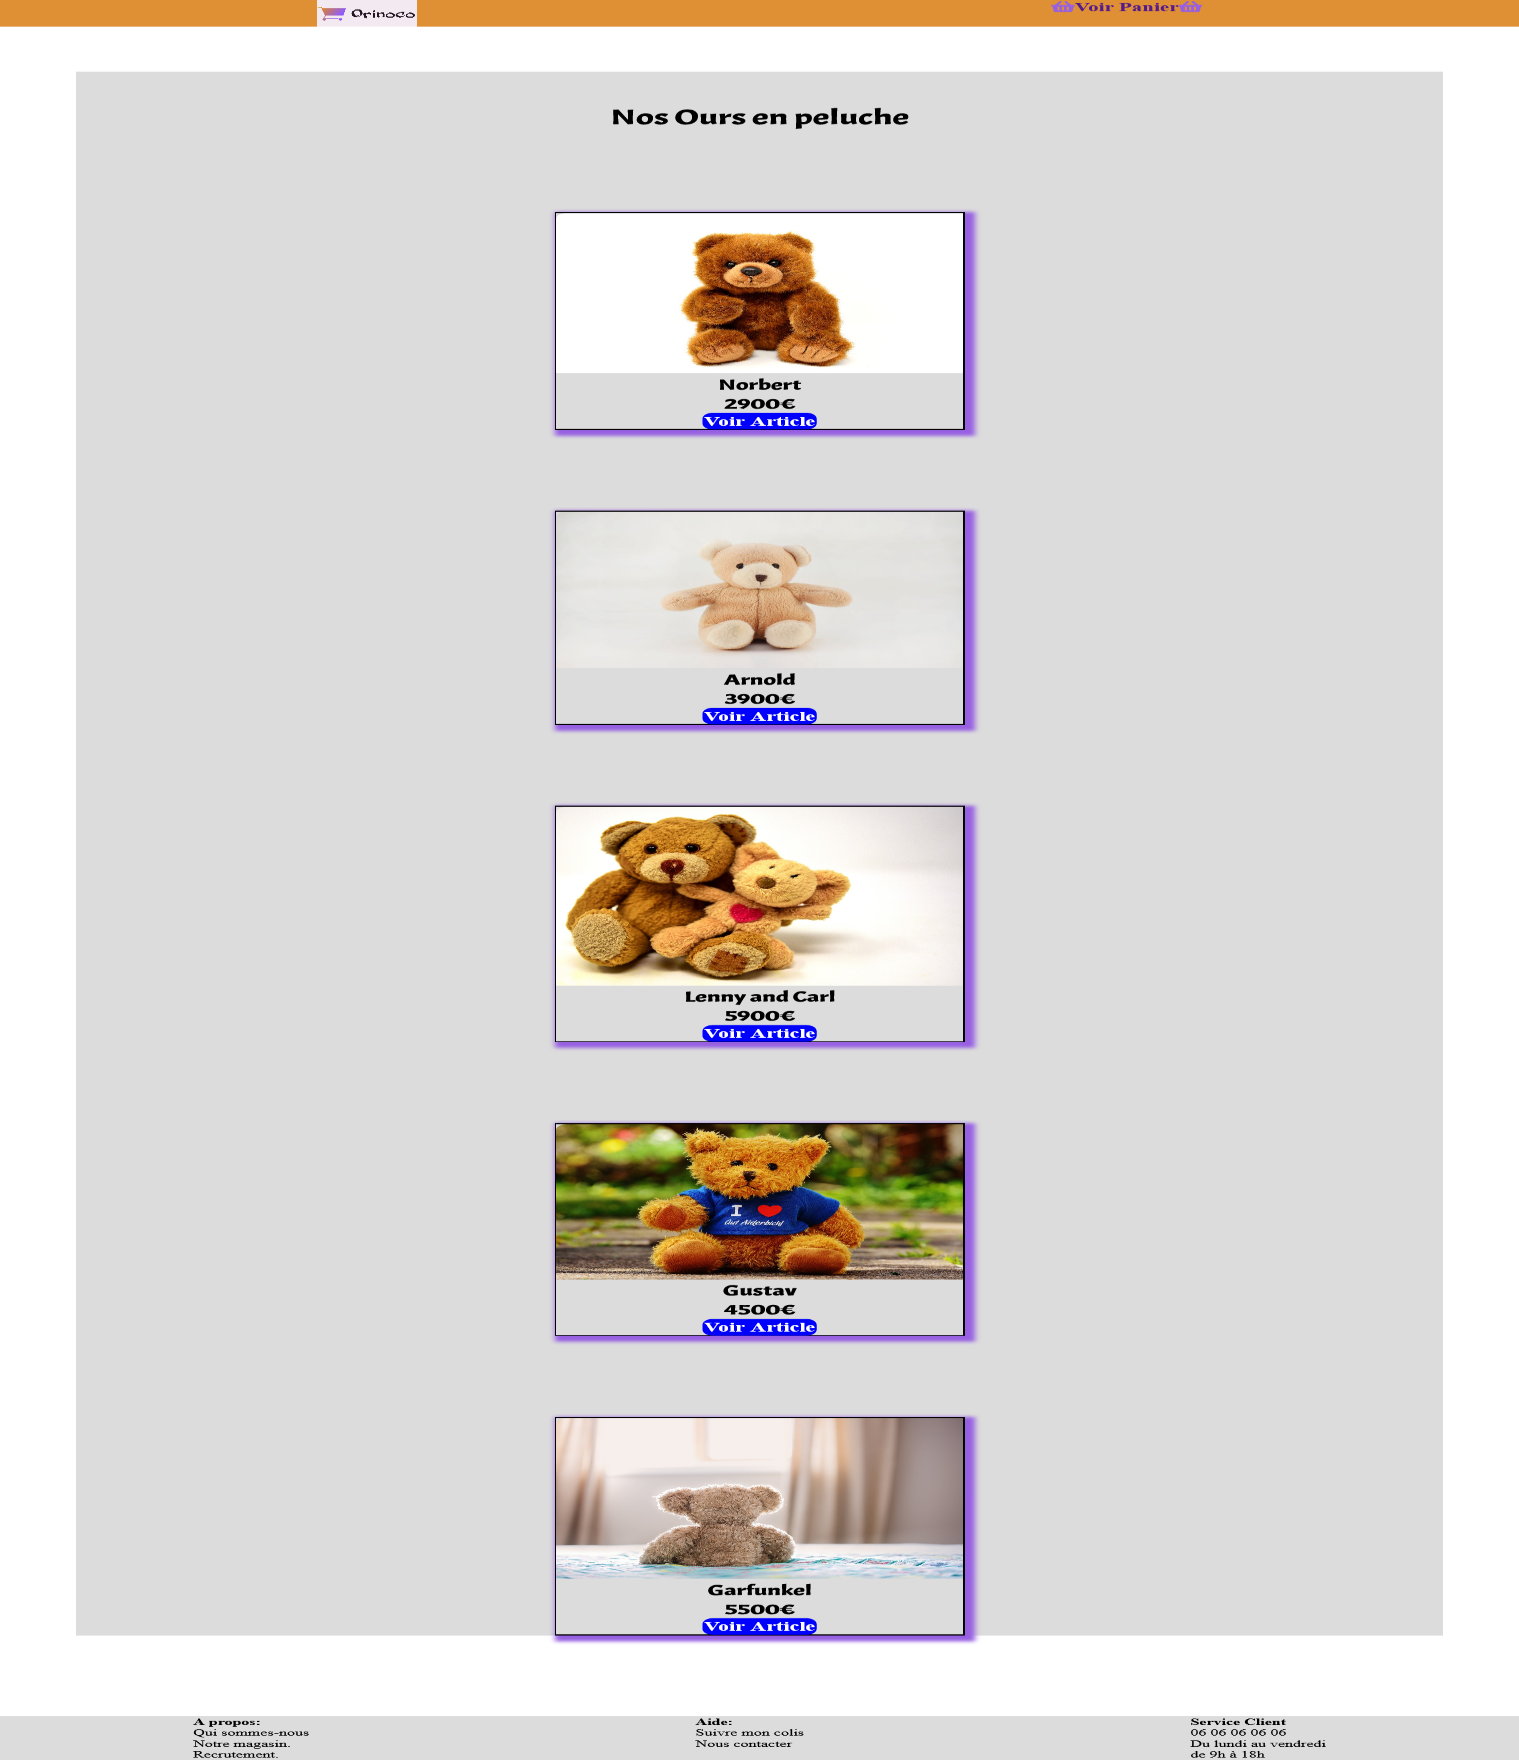 Orinoco
Voir Panier
Nos Ours en peluche
Norbert
2900€
Voir Article
Arnold
3900€
Voir Article
Lenny and Carl
5900€
Voir Article
I
Gut Aiderbichl
Gustav
4500€
Voir Article
Garfunkel
5500€
Voir Article
A propos:
Qui sommes-nous
Notre magasin.
Recrutement.
Aide:
Suivre mon colis
Nous contacter
Service Client
06 06 06 06 06
Du lundi au vendredi
de 9h à 18h